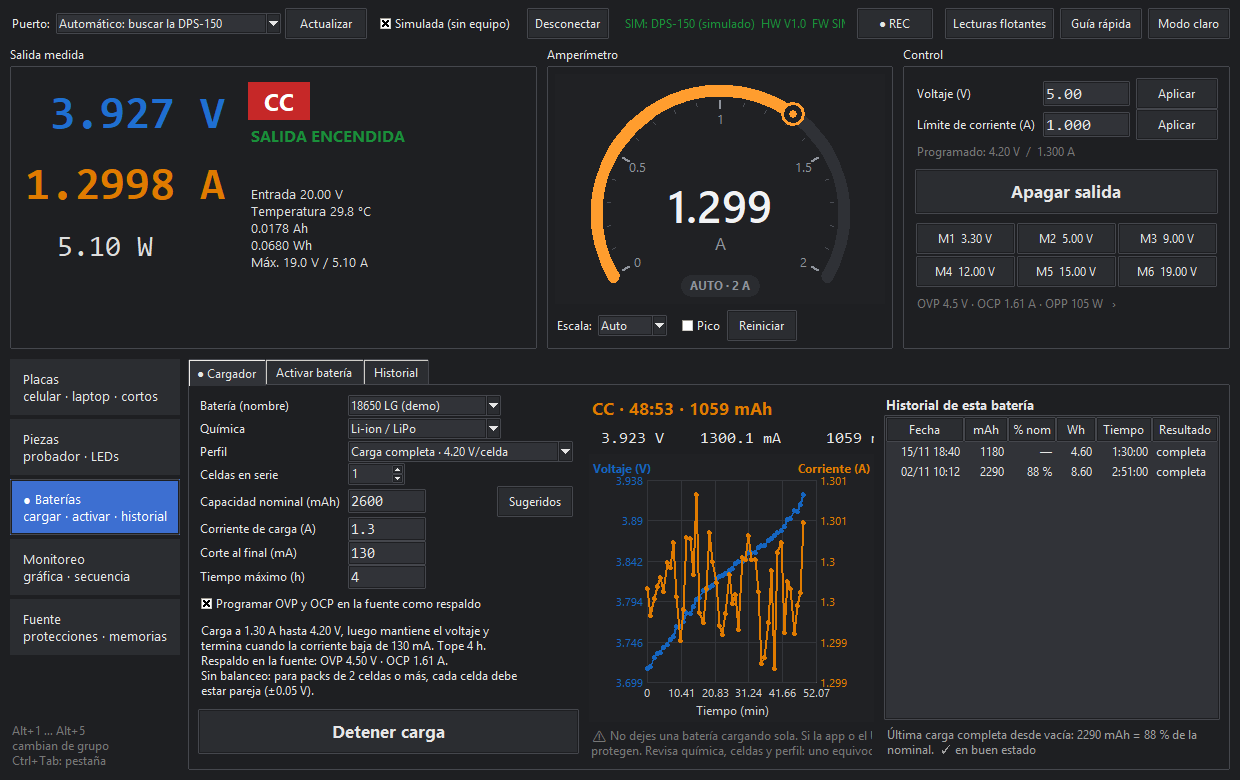 Puerto: Automático: buscar la DPS-150 Actualizar Simulada (sin equipo) Desconectar SIM: DPS-150 (simulado) HW V1.0 FW SIM ● REC Lecturas flotantes Guía rápida Modo claro
Salida medida
3.927 V
CC
SALIDA ENCENDIDA
1.2998 A
5.10 W
Entrada 20.00 V
Temperatura 29.8 °C
0.0178 Ah
0.0680 Wh
Máx. 19.0 V / 5.10 A
Amperímetro
0
0.5
1
1.5
2
1.299
A
AUTO · 2 A
Escala: Auto Pico Reiniciar
Control
Voltaje (V) 5.00 Aplicar
Límite de corriente (A) 1.000 Aplicar
Programado: 4.20 V / 1.300 A
Apagar salida
M1 3.30 V M2 5.00 V M3 9.00 V
M4 12.00 V M5 15.00 V M6 19.00 V
OVP 4.5 V · OCP 1.61 A · OPP 105 W ›
Placas
celular · laptop · cortos
Piezas
probador · LEDs
● Baterías
cargar · activar · historial
Monitoreo
gráfica · secuencia
Fuente
protecciones · memorias
Alt+1 ... Alt+5
cambian de grupo
Ctrl+Tab: pestaña
● Cargador Activar batería Historial
Batería (nombre) 18650 LG (demo)
Química Li-ion / LiPo
Perfil Carga completa · 4.20 V/celda
Celdas en serie 1
Capacidad nominal (mAh) 2600 Sugeridos
Corriente de carga (A) 1.3
Corte al final (mA) 130
Tiempo máximo (h) 4
Programar OVP y OCP en la fuente como respaldo
Carga a 1.30 A hasta 4.20 V, luego mantiene el voltaje y
termina cuando la corriente baja de 130 mA. Tope 4 h.
Respaldo en la fuente: OVP 4.50 V · OCP 1.61 A.
Sin balanceo: para packs de 2 celdas o más, cada celda debe
estar pareja (±0.05 V).
Detener carga
CC · 48:53 · 1059 mAh
3.923 V 1300.1 mA 1059
Voltaje (V) Corriente (A)
3.938 1.301
3.89 1.301
3.842 1.3
3.794 1.3
3.746 1.299
3.699 1.299
0 10.41 20.83 31.24 41.66 52.07
Tiempo (min)
⚠ No dejes una batería cargando sola. Si la app o el
protegen. Revisa química, celdas y perfil: uno equivoc
Historial de esta batería
Fecha mAh % nom Wh Tiempo Resultado
15/11 18:40 1180 — 4.60 1:30:00 completa
02/11 10:12 2290 88 % 8.60 2:51:00 completa
Última carga completa desde vacía: 2290 mAh = 88 % de la
nominal. ✓ en buen estado